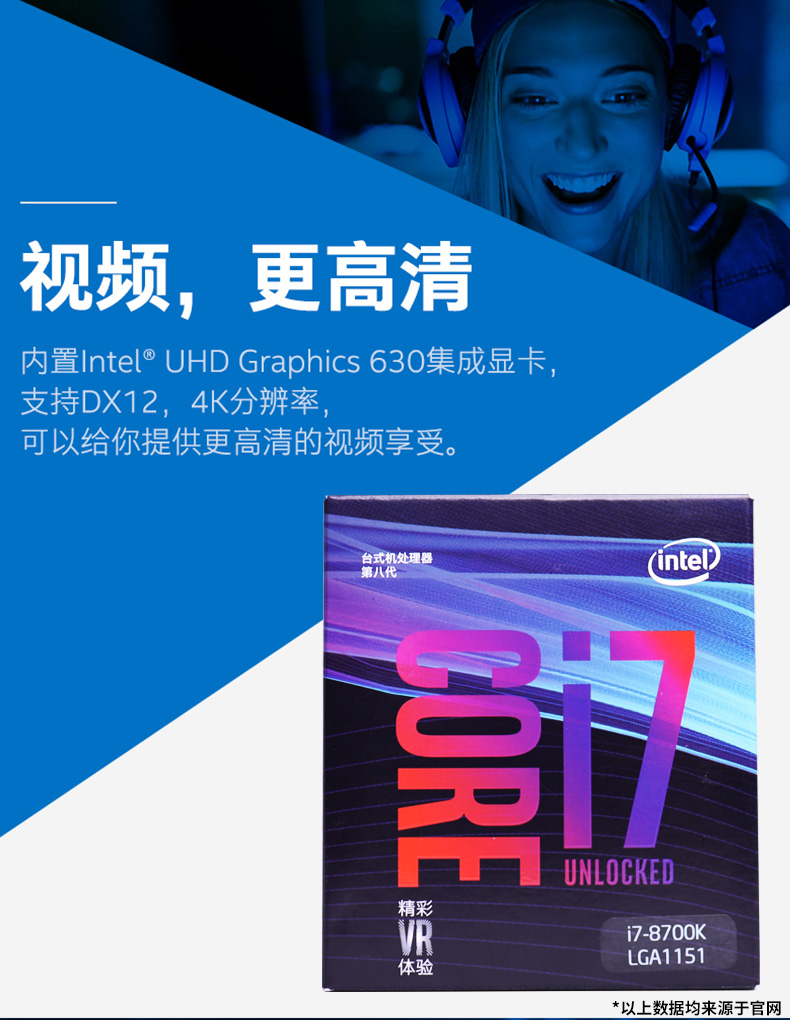 视频，更高清
内置Intel® UHD Graphics 630集成显卡，
支持DX12，4K分辨率，
可以给你提供更高清的视频享受。
台式机处理器
第八代
intel®
CORE i7
UNLOCKED
精彩
VR
体验
i7-8700K
LGA1151
*以上数据均来源于官网